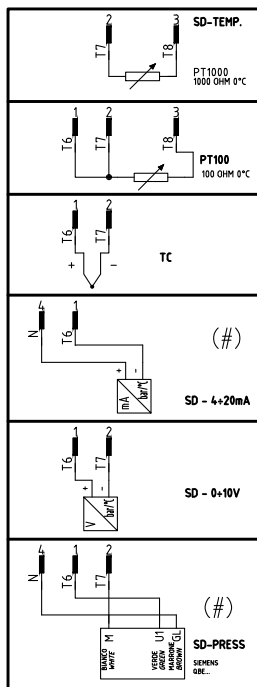 2 3 SD-TEMP.
T7 T8
PT1000
1000 OHM 0°C
1 2 3
T6 T7 T8
PT100
100 OHM 0°C
1 2
T6 T7
+ - TC
4 1
N T6
(#)
+ -
mA bar/°C
SD - 4÷20mA
1 2
T6 T7
+ -
V bar/°C
SD - 0÷10V
4 1 2
N T6 T7
(#)
M U1 GL
BIANCO
WHITE
VERDE
GREEN
MARRONE
BROWN
SD-PRESS
SIEMENS
QBE...